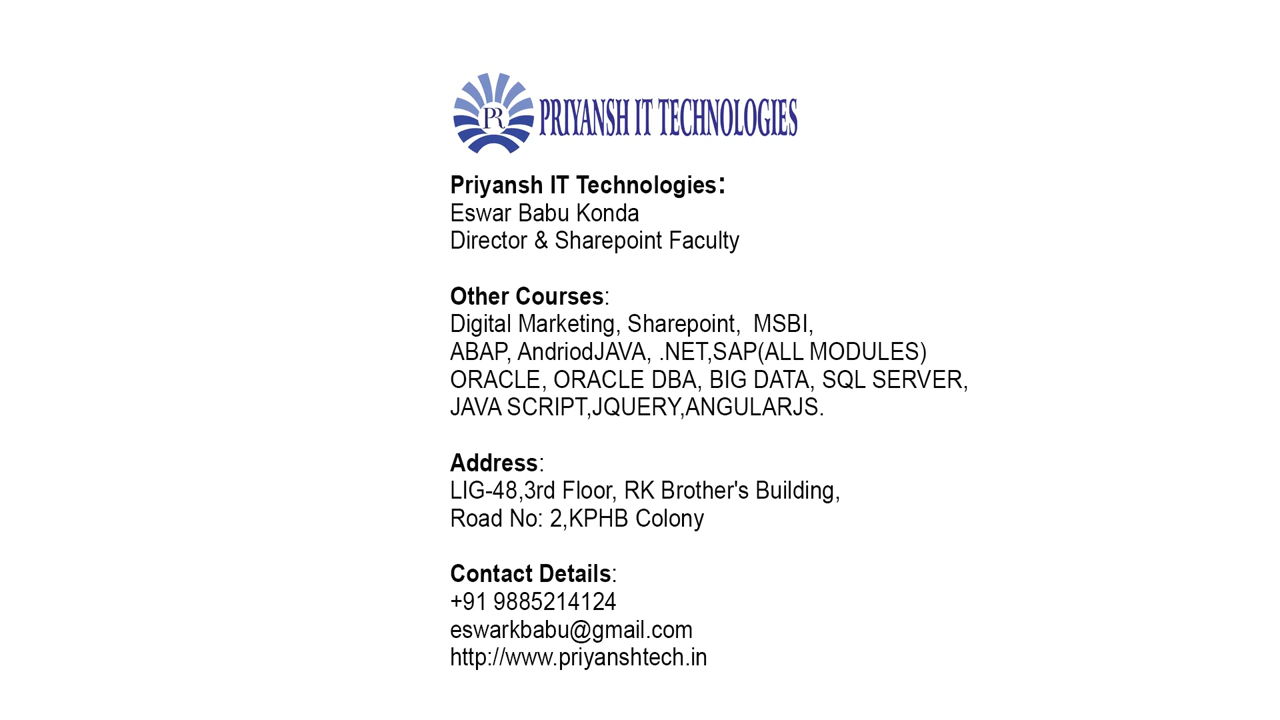 PR PRIYANSH IT TECHNOLOGIES
Priyansh IT Technologies:
Eswar Babu Konda
Director & Sharepoint Faculty
Other Courses:
Digital Marketing, Sharepoint,  MSBI,
ABAP, AndriodJAVA, .NET,SAP(ALL MODULES)
ORACLE, ORACLE DBA, BIG DATA, SQL SERVER,
JAVA SCRIPT,JQUERY,ANGULARJS.
Address:
LIG-48,3rd Floor, RK Brother's Building,
Road No: 2,KPHB Colony
Contact Details:
+91 9885214124
eswarkbabu@gmail.com
http://www.priyanshtech.in